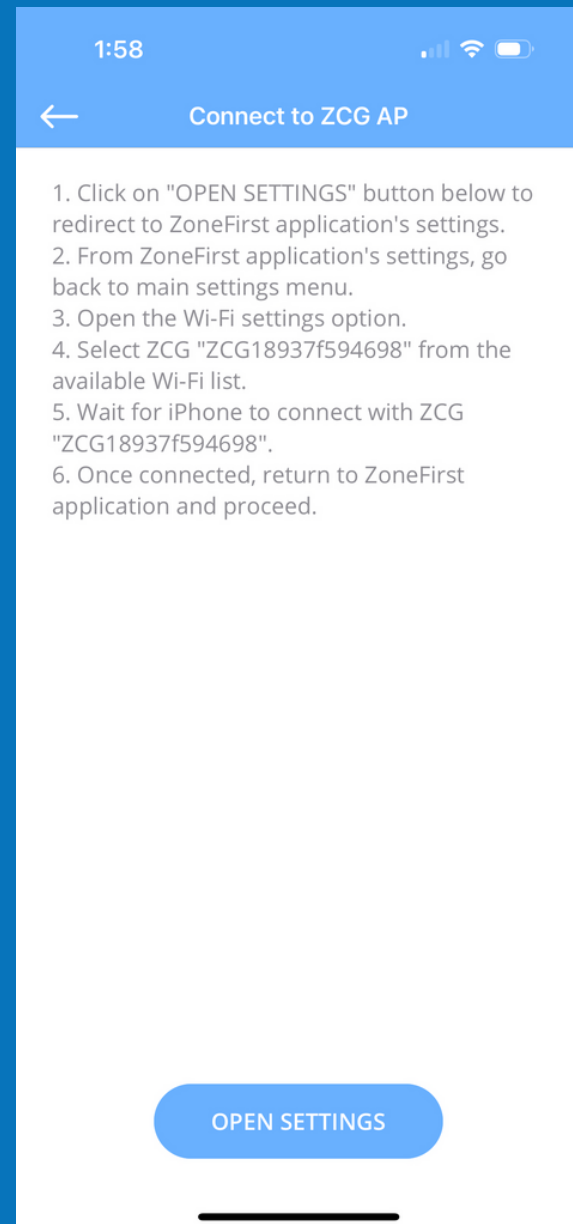 1:58
Connect to ZCG AP
1. Click on "OPEN SETTINGS" button below to
redirect to ZoneFirst application's settings.
2. From ZoneFirst application's settings, go
back to main settings menu.
3. Open the Wi-Fi settings option.
4. Select ZCG "ZCG18937f594698" from the
available Wi-Fi list.
5. Wait for iPhone to connect with ZCG
"ZCG18937f594698".
6. Once connected, return to ZoneFirst
application and proceed.
OPEN SETTINGS